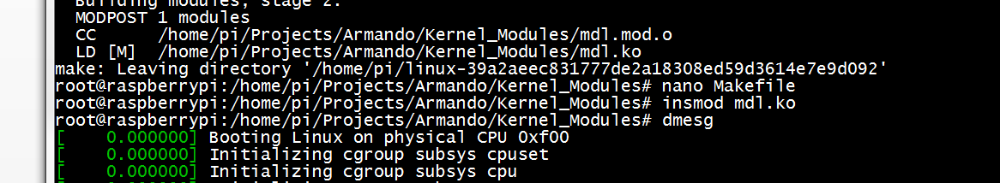 Building modules, stage 2.
MODPOST 1 modules
CC /home/pi/Projects/Armando/Kernel_Modules/mdl.mod.o
LD [M] /home/pi/Projects/Armando/Kernel_Modules/mdl.ko
make: Leaving directory '/home/pi/linux-39a2aeec831777de2a18308ed59d3614e7e9d092'
root@raspberrypi:/home/pi/Projects/Armando/Kernel_Modules# nano Makefile
root@raspberrypi:/home/pi/Projects/Armando/Kernel_Modules# insmod mdl.ko
root@raspberrypi:/home/pi/Projects/Armando/Kernel_Modules# dmesg
[    0.000000] Booting Linux on physical CPU 0xf00
[    0.000000] Initializing cgroup subsys cpuset
[    0.000000] Initializing cgroup subsys cpu